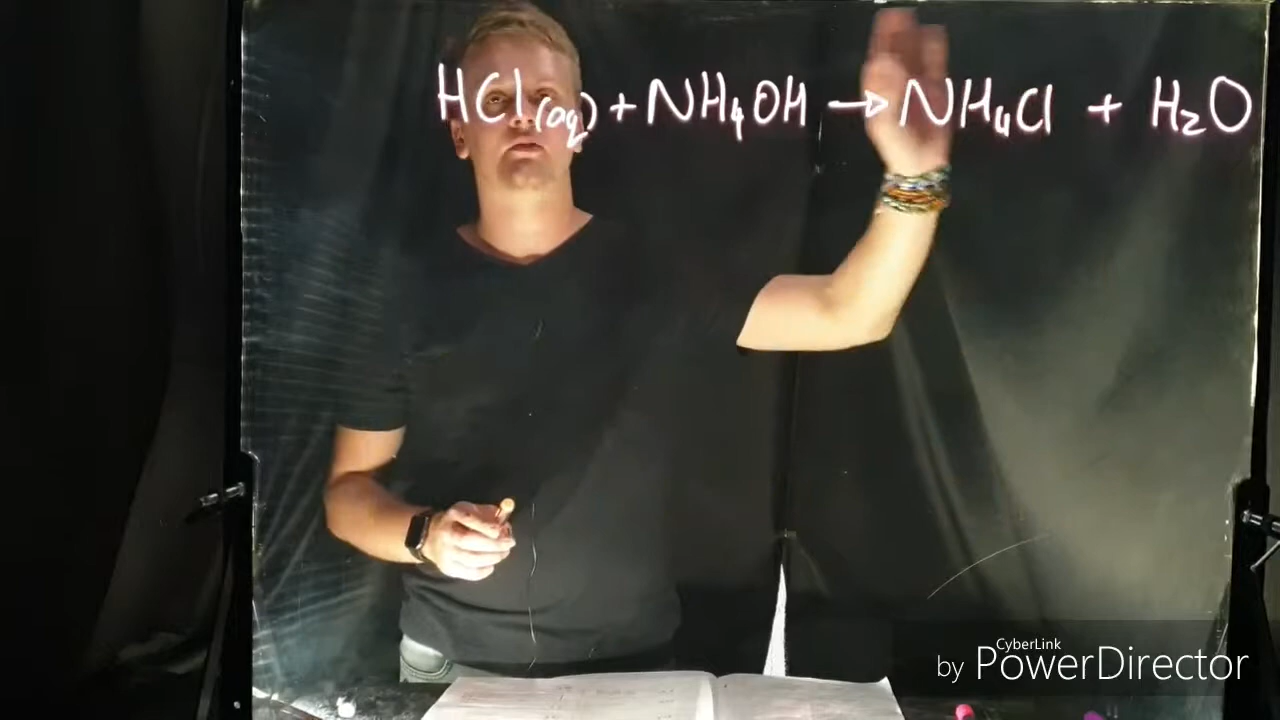 HCl(aq) + NH₄OH → NH₄Cl + H₂O
CyberLink
by PowerDirector